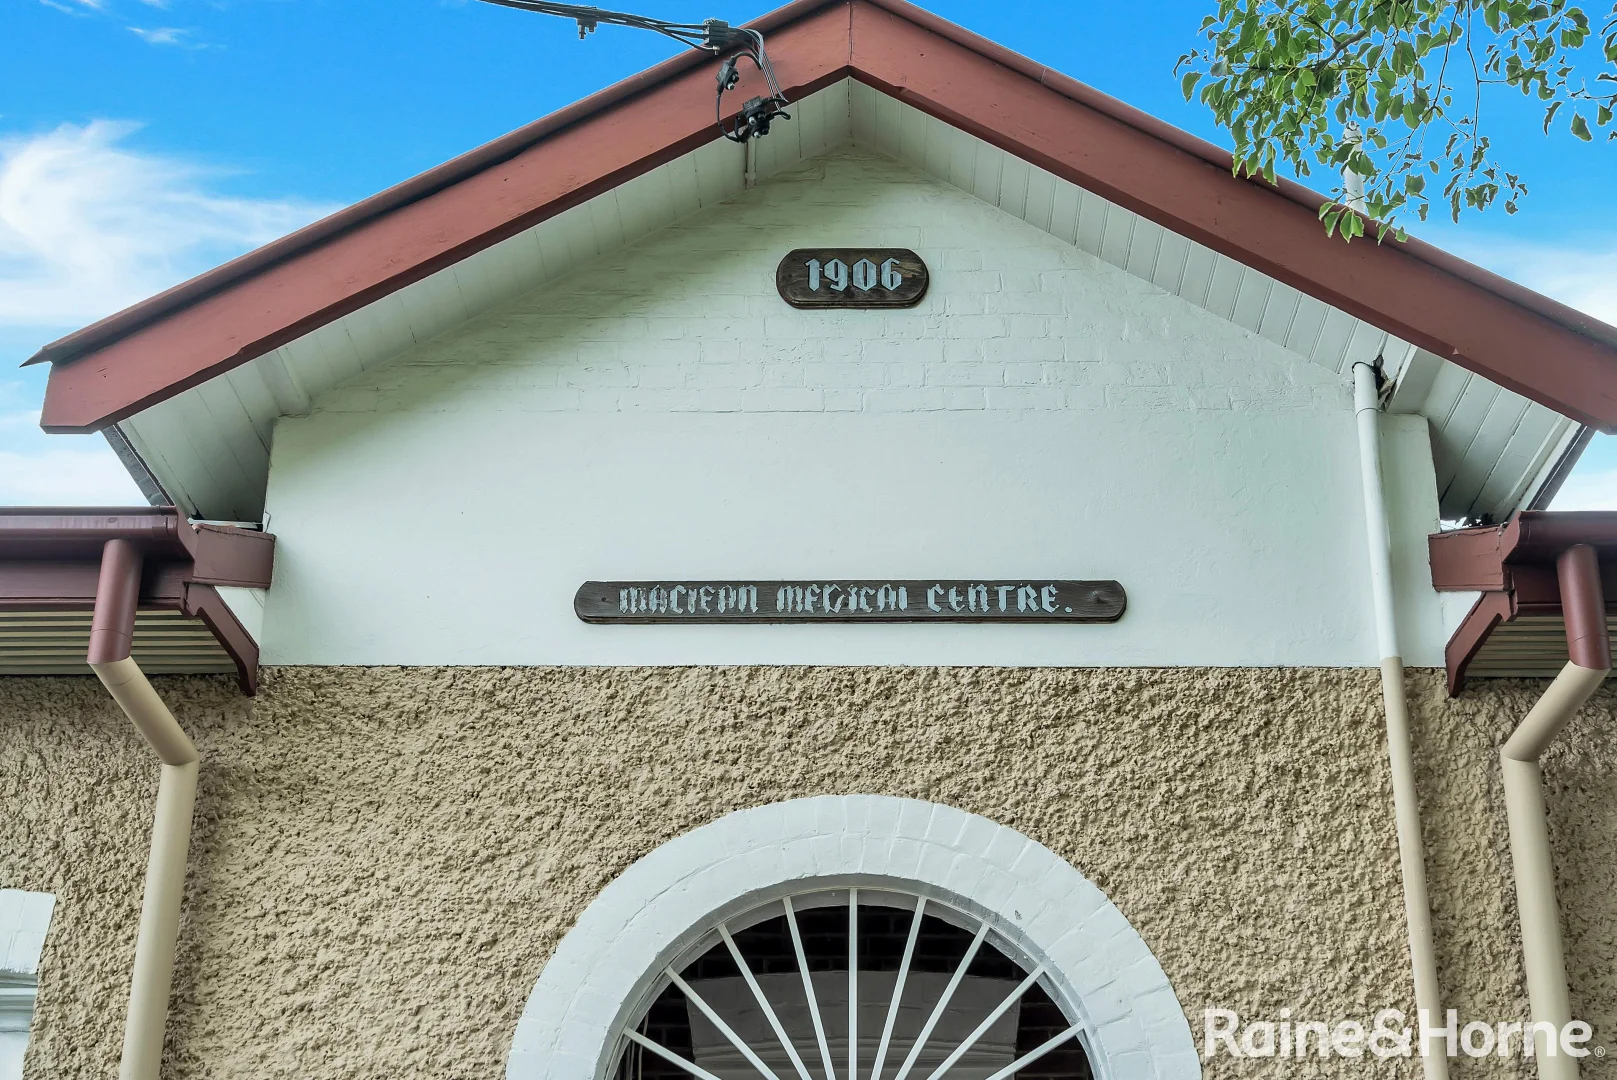 1906
MACLEAN MEDICAL CENTRE.
Raine&Horne®